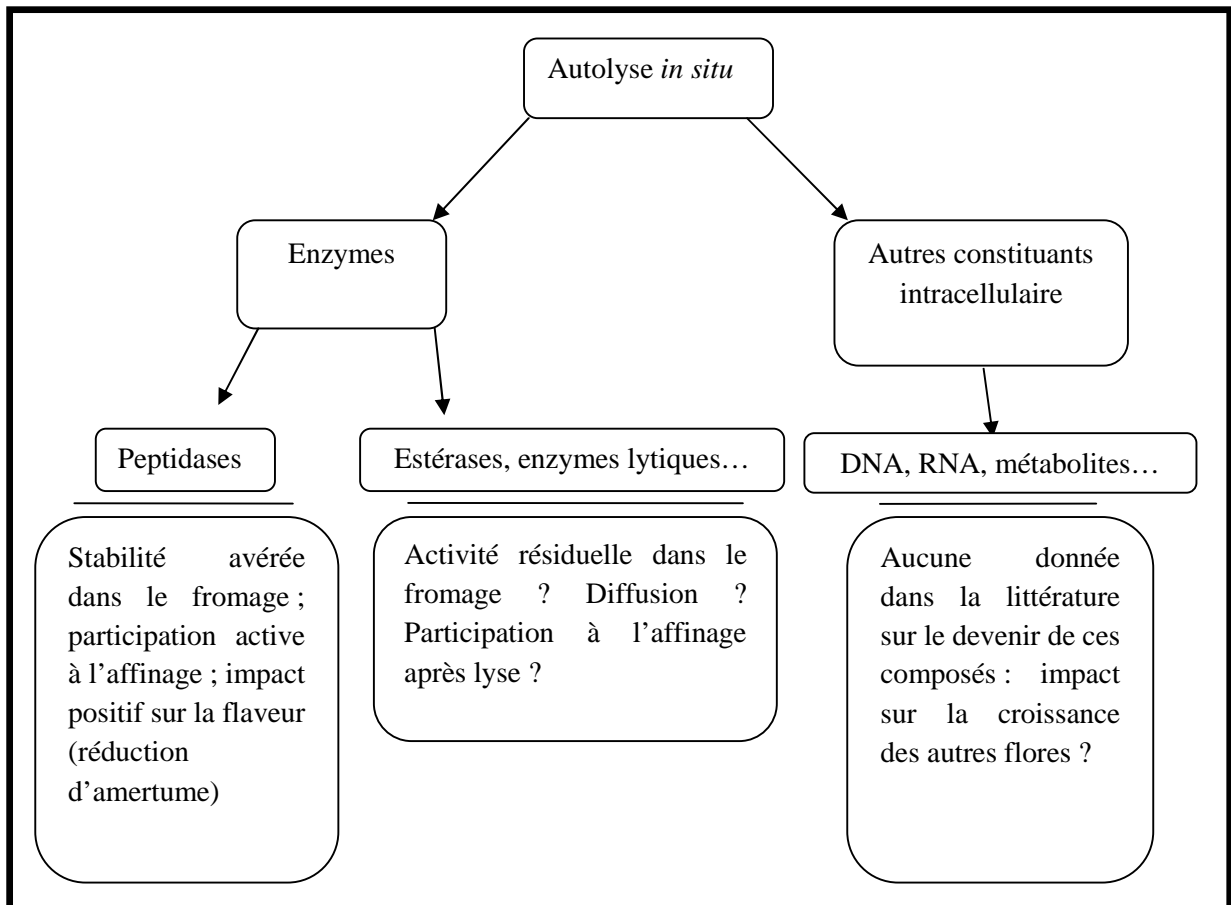 Autolyse in situ
Enzymes
Autres constituants
intracellulaire
Peptidases
Estérases, enzymes lytiques…
DNA, RNA, métabolites…
Stabilité avérée
dans le fromage ;
participation active
à l’affinage ; impact
positif sur la flaveur
(réduction
d’amertume)
Activité résiduelle dans le
fromage ? Diffusion ?
Participation à l’affinage
après lyse ?
Aucune donnée
dans la littérature
sur le devenir de ces
composés : impact
sur la croissance
des autres flores ?